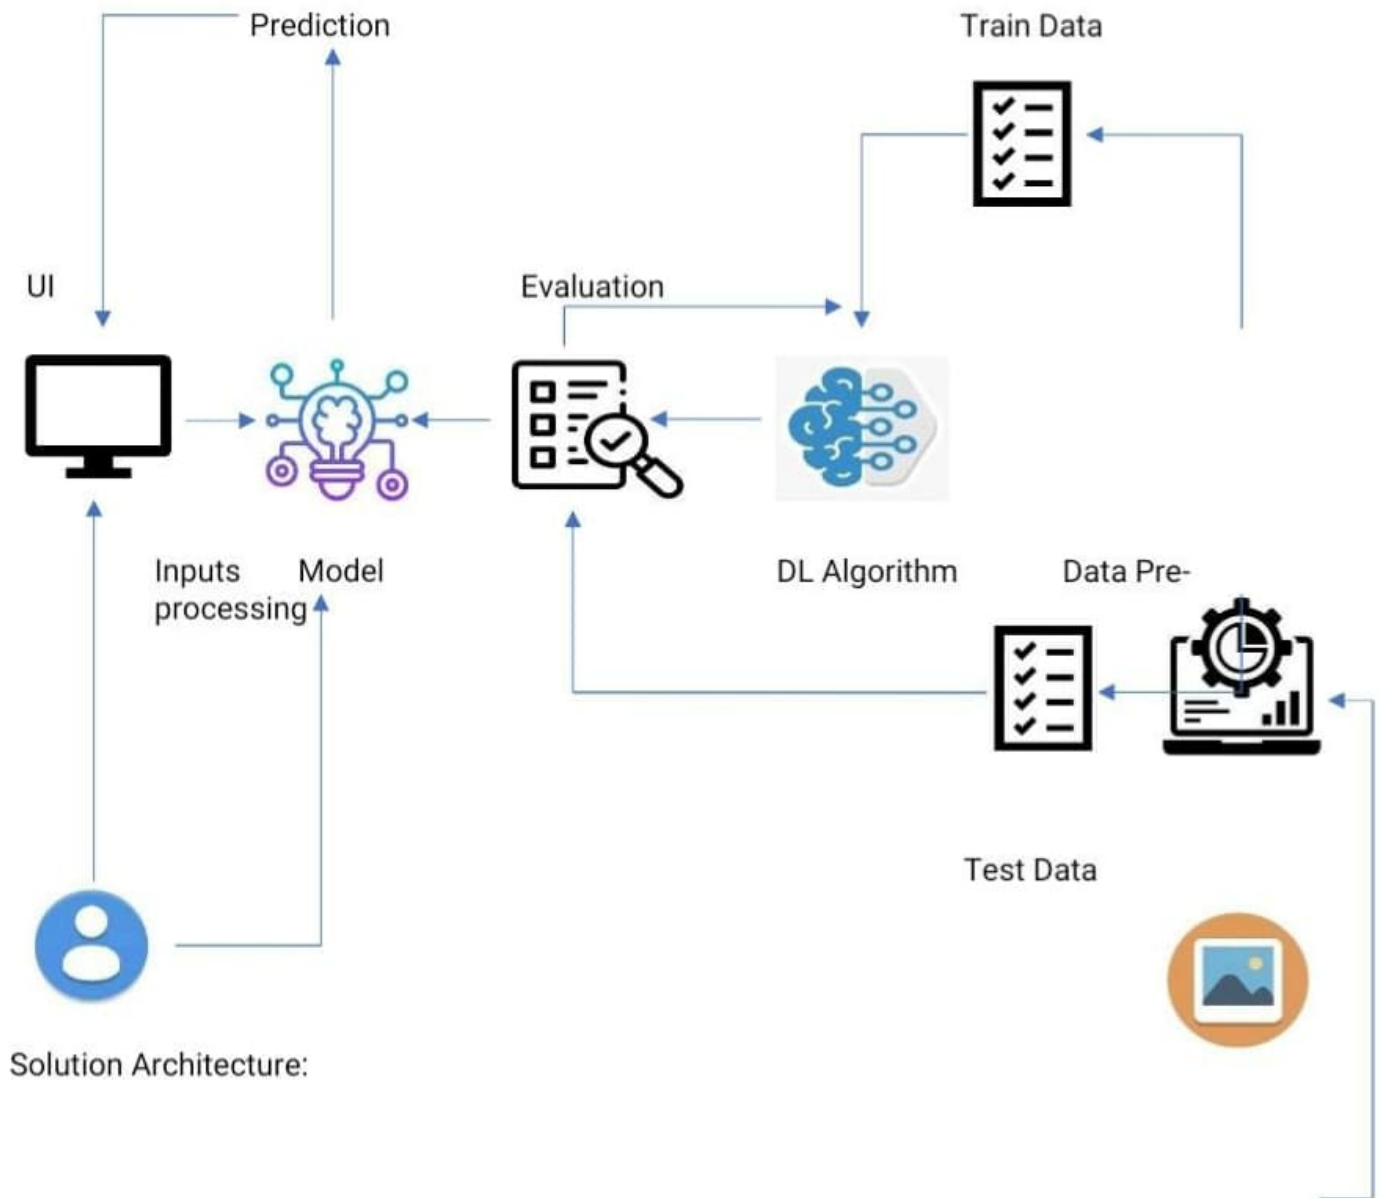 Prediction
Train Data
UI
Evaluation
Inputs Model DL Algorithm Data Pre-
processing
Test Data
Solution Architecture: